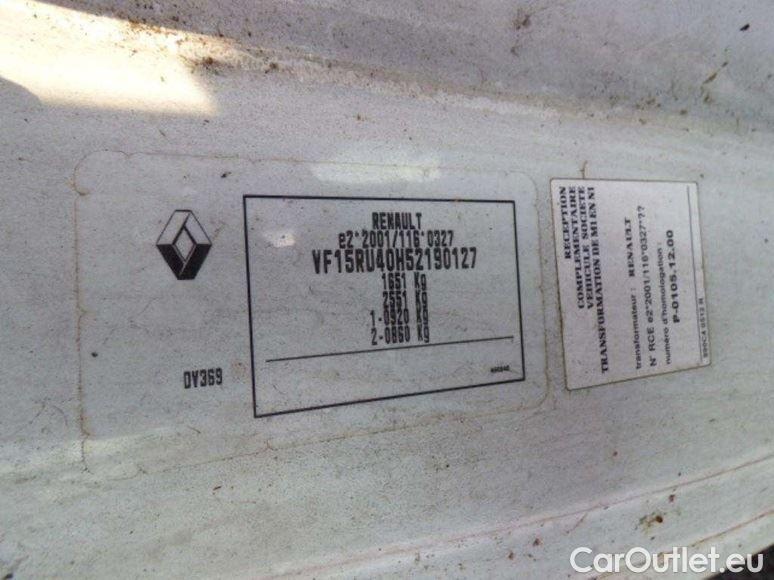 RENAULT
e2*2001/116*0327
VF15RU40H52190127
1651 Kg
2551 Kg
1-0920 Kg
2-0860 Kg
DV369
RECEPTION
COMPLEMENTAIRE
VEHICULE SOCIETE
TRANSFORMATION DE M1 EN N1
transformateur : RENAULT
N° RCE e2*2001/116*0327*??
numéro d'homologation :
P-0105.12.00
CarOutlet.eu